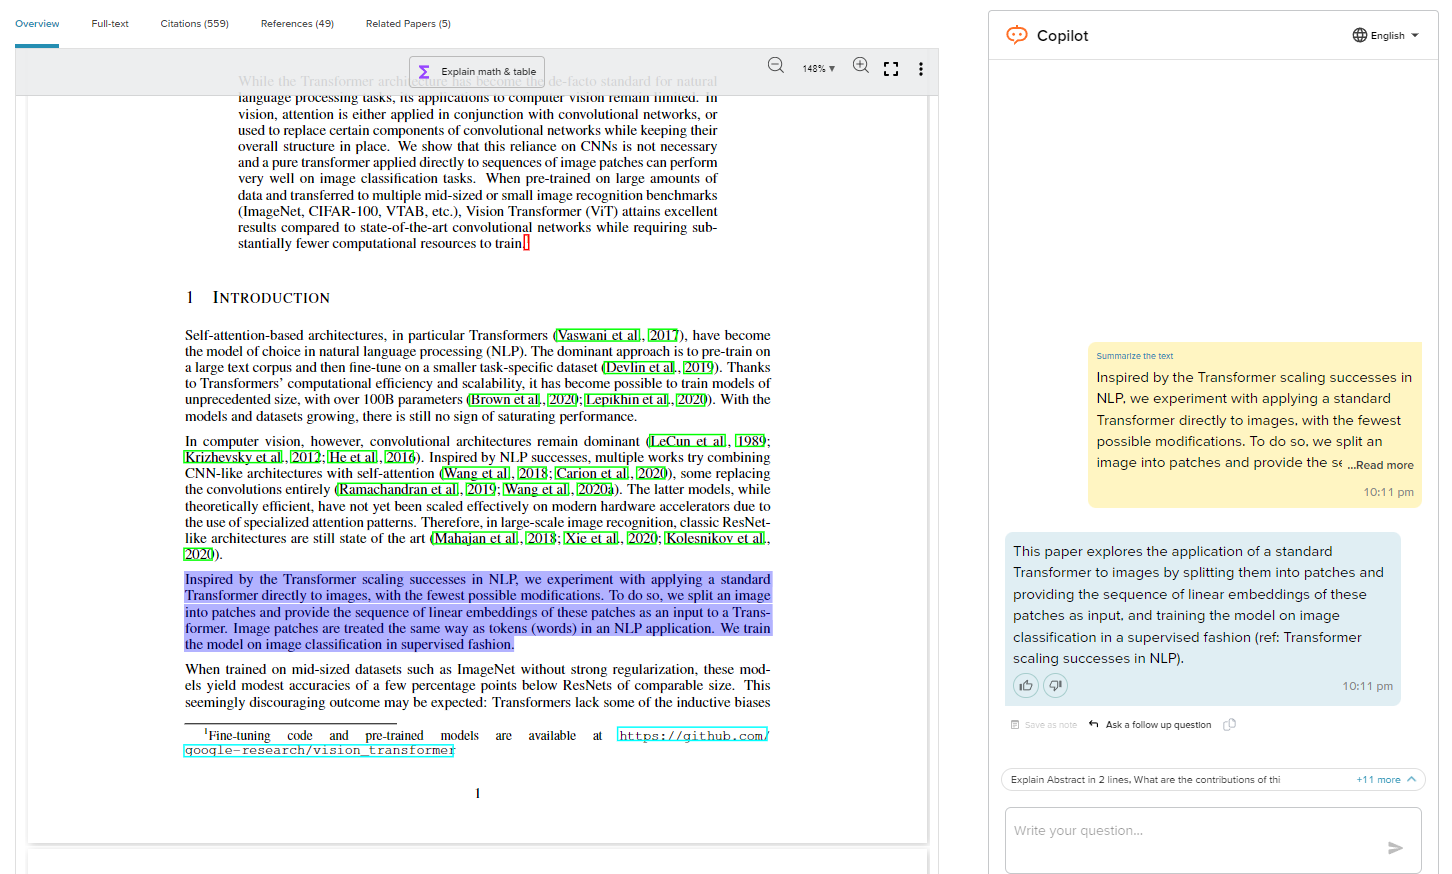 Overview Full-text Citations (559) References (49) Related Papers (5)
Explain math & table
148%
While the Transformer architecture has become the de-facto standard for natural
language processing tasks, its applications to computer vision remain limited. In
vision, attention is either applied in conjunction with convolutional networks, or
used to replace certain components of convolutional networks while keeping their
overall structure in place. We show that this reliance on CNNs is not necessary
and a pure transformer applied directly to sequences of image patches can perform
very well on image classification tasks. When pre-trained on large amounts of
data and transferred to multiple mid-sized or small image recognition benchmarks
(ImageNet, CIFAR-100, VTAB, etc.), Vision Transformer (ViT) attains excellent
results compared to state-of-the-art convolutional networks while requiring sub-
stantially fewer computational resources to train.
1 INTRODUCTION
Self-attention-based architectures, in particular Transformers (Vaswani et al., 2017), have become
the model of choice in natural language processing (NLP). The dominant approach is to pre-train on
a large text corpus and then fine-tune on a smaller task-specific dataset (Devlin et al., 2019). Thanks
to Transformers' computational efficiency and scalability, it has become possible to train models of
unprecedented size, with over 100B parameters (Brown et al., 2020; Lepikhin et al., 2020). With the
models and datasets growing, there is still no sign of saturating performance.
In computer vision, however, convolutional architectures remain dominant (LeCun et al., 1989;
Krizhevsky et al., 2012; He et al., 2016). Inspired by NLP successes, multiple works try combining
CNN-like architectures with self-attention (Wang et al., 2018; Carion et al., 2020), some replacing
the convolutions entirely (Ramachandran et al., 2019; Wang et al., 2020a). The latter models, while
theoretically efficient, have not yet been scaled effectively on modern hardware accelerators due to
the use of specialized attention patterns. Therefore, in large-scale image recognition, classic ResNet-
like architectures are still state of the art (Mahajan et al., 2018; Xie et al., 2020; Kolesnikov et al.,
2020).
Inspired by the Transformer scaling successes in NLP, we experiment with applying a standard
Transformer directly to images, with the fewest possible modifications. To do so, we split an image
into patches and provide the sequence of linear embeddings of these patches as an input to a Trans-
former. Image patches are treated the same way as tokens (words) in an NLP application. We train
the model on image classification in supervised fashion.
When trained on mid-sized datasets such as ImageNet without strong regularization, these mod-
els yield modest accuracies of a few percentage points below ResNets of comparable size. This
seemingly discouraging outcome may be expected: Transformers lack some of the inductive biases
1Fine-tuning code and pre-trained models are available at https://github.com/
google-research/vision_transformer
1
Copilot English
Summarize the text
Inspired by the Transformer scaling successes in
NLP, we experiment with applying a standard
Transformer directly to images, with the fewest
possible modifications. To do so, we split an
image into patches and provide the se ...Read more
10:11 pm
This paper explores the application of a standard
Transformer to images by splitting them into patches and
providing the sequence of linear embeddings of these
patches as input, and training the model on image
classification in a supervised fashion (ref: Transformer
scaling successes in NLP).
10:11 pm
Save as note Ask a follow up question
Explain Abstract in 2 lines, What are the contributions of thi +11 more
Write your question...